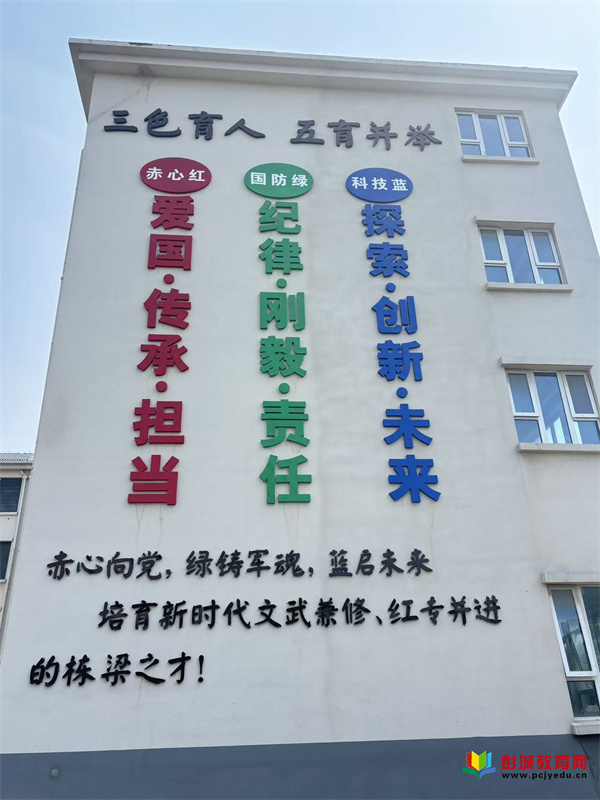 三色育人 五育并举
赤心红
爱国·传承·担当
国防绿
纪律·刚毅·责任
科技蓝
探索·创新·未来
赤心向党，绿铸军魂，蓝启未来
培育新时代文武兼修、红专并进
的栋梁之才！
彭城教育网
www.pcjyedu.cn